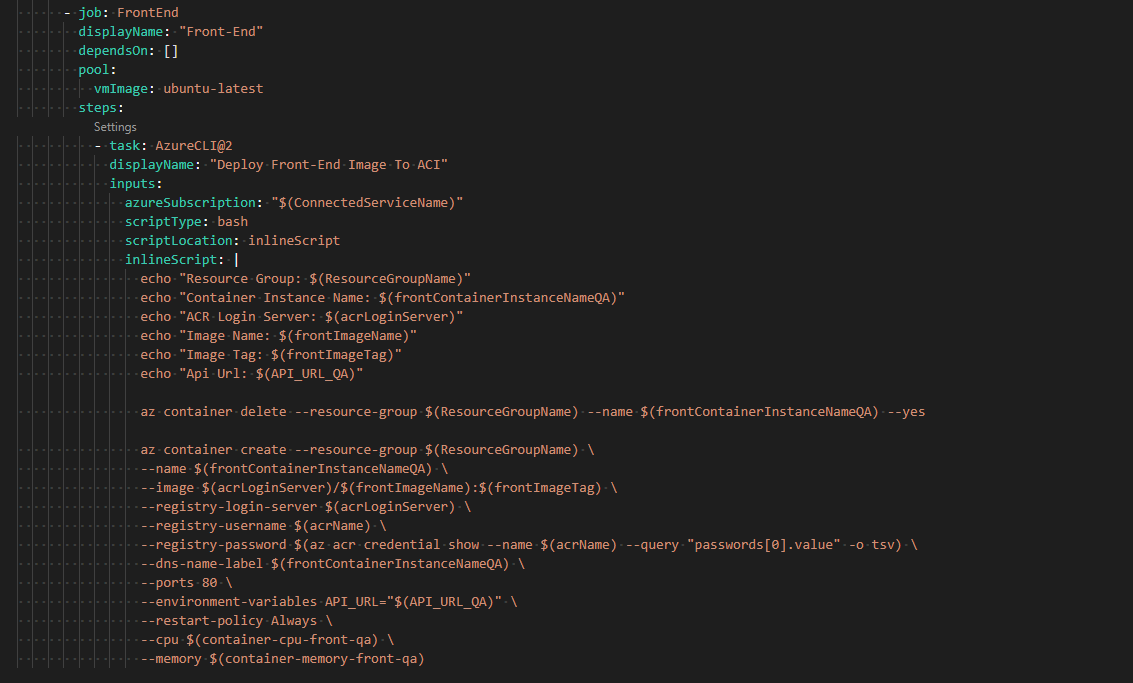 - job: FrontEnd
displayName: "Front-End"
dependsOn: []
pool:
vmImage: ubuntu-latest
steps:
Settings
- task: AzureCLI@2
displayName: "Deploy Front-End Image To ACI"
inputs:
azureSubscription: "$(ConnectedServiceName)"
scriptType: bash
scriptLocation: inlineScript
inlineScript: |
echo "Resource Group: $(ResourceGroupName)"
echo "Container Instance Name: $(frontContainerInstanceNameQA)"
echo "ACR Login Server: $(acrLoginServer)"
echo "Image Name: $(frontImageName)"
echo "Image Tag: $(frontImageTag)"
echo "Api Url: $(API_URL_QA)"
az container delete --resource-group $(ResourceGroupName) --name $(frontContainerInstanceNameQA) --yes
az container create --resource-group $(ResourceGroupName) \
--name $(frontContainerInstanceNameQA) \
--image $(acrLoginServer)/$(frontImageName):$(frontImageTag) \
--registry-login-server $(acrLoginServer) \
--registry-username $(acrName) \
--registry-password $(az acr credential show --name $(acrName) --query "passwords[0].value" -o tsv) \
--dns-name-label $(frontContainerInstanceNameQA) \
--ports 80 \
--environment-variables API_URL="$(API_URL_QA)" \
--restart-policy Always \
--cpu $(container-cpu-front-qa) \
--memory $(container-memory-front-qa)